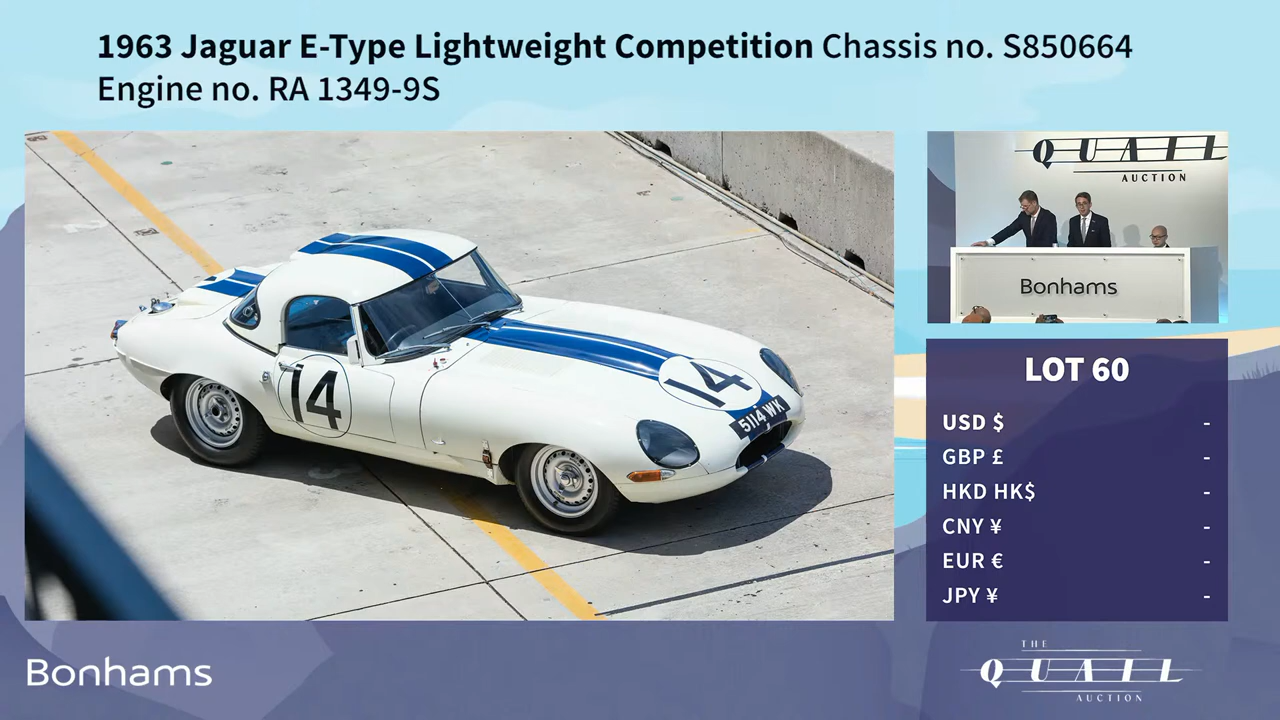 1963 Jaguar E-Type Lightweight Competition Chassis no. S850664
Engine no. RA 1349-9S
14
14
5114 WK
QUAIL
AUCTION
Bonhams
LOT 60
USD $ -
GBP £ -
HKD HK$ -
CNY ¥ -
EUR € -
JPY ¥ -
Bonhams
THE
QUAIL
AUCTION